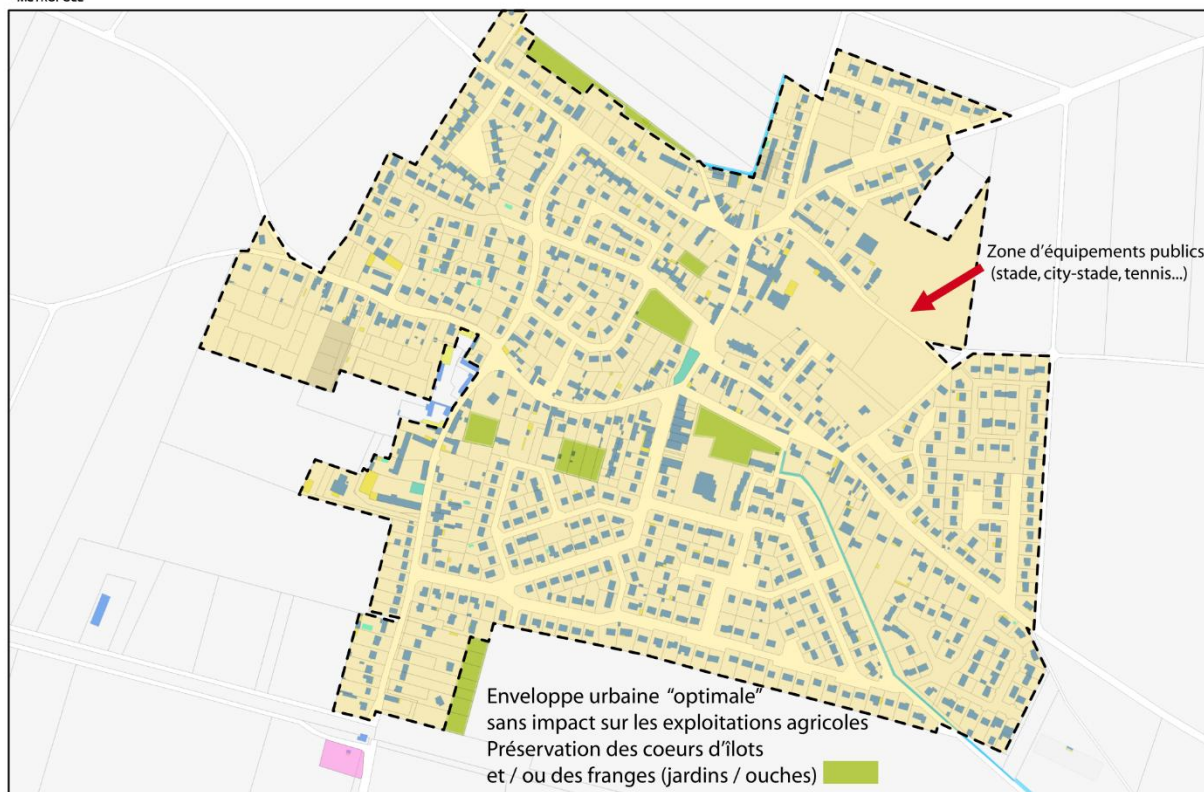 METROPOLE
Zone d'équipements publics
(stade, city-stade, tennis...)
Enveloppe urbaine "optimale"
sans impact sur les exploitations agricoles
Préservation des coeurs d'îlots
et / ou des franges (jardins / ouches)